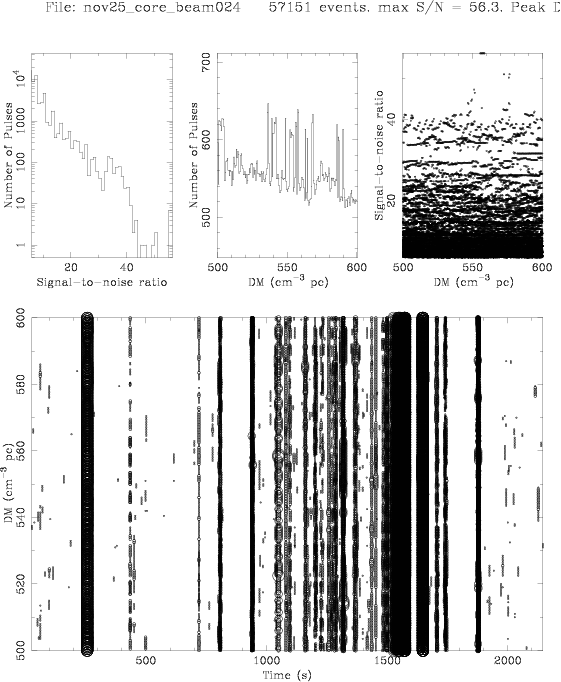 File: nov25_core_beam024 57151 events. max S/N = 56.3. Peak
Number of Pulses
10⁴
1000
100
10
1
20 40
Signal-to-noise ratio
Number of Pulses
700
600
500
500 550 600
DM (cm⁻³ pc)
Signal-to-noise ratio
40
20
500 550 600
DM (cm⁻³ pc)
DM (cm⁻³ pc)
600
580
560
540
520
500
500 1000 1500 2000
Time (s)